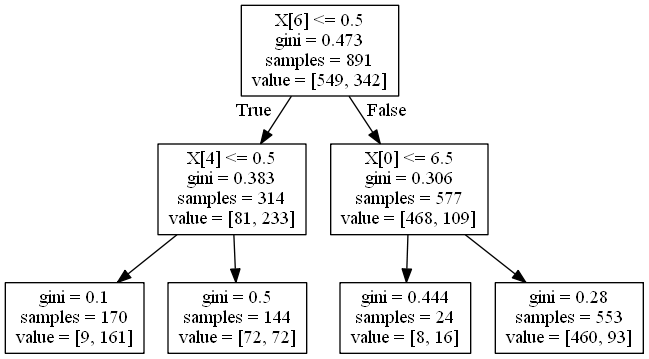 X[6] <= 0.5
gini = 0.473
samples = 891
value = [549, 342]
True
False
X[4] <= 0.5
gini = 0.383
samples = 314
value = [81, 233]
X[0] <= 6.5
gini = 0.306
samples = 577
value = [468, 109]
gini = 0.1
samples = 170
value = [9, 161]
gini = 0.5
samples = 144
value = [72, 72]
gini = 0.444
samples = 24
value = [8, 16]
gini = 0.28
samples = 553
value = [460, 93]